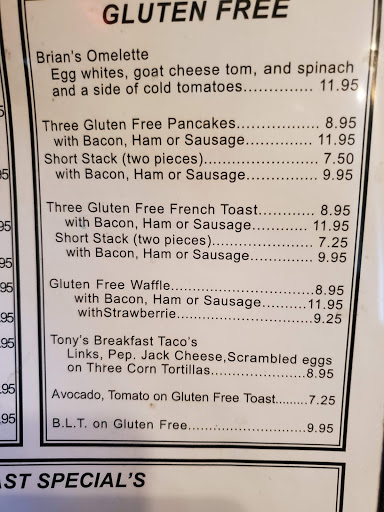 GLUTEN FREE
Brian's Omelette
Egg whites, goat cheese tom, and spinach
and a side of cold tomatoes.............. 11.95
Three Gluten Free Pancakes.................. 8.95
with Bacon, Ham or Sausage............. 11.95
Short Stack (two pieces)........................ 7.50
with Bacon, Ham or Sausage.............. 9.95
Three Gluten Free French Toast............ 8.95
with Bacon, Ham or Sausage............. 11.95
Short Stack (two pieces)..................... 7.25
with Bacon, Ham or Sausage.............. 9.95
Gluten Free Waffle..............................8.95
with Bacon, Ham or Sausage..........11.95
withStrawberrie...............................9.25
Tony's Breakfast Taco's
Links, Pep. Jack Cheese,Scrambled eggs
on Three Corn Tortillas.....................8.95
Avocado, Tomato on Gluten Free Toast.........7.25
B.L.T. on Gluten Free..........................9.95
AST SPECIAL'S